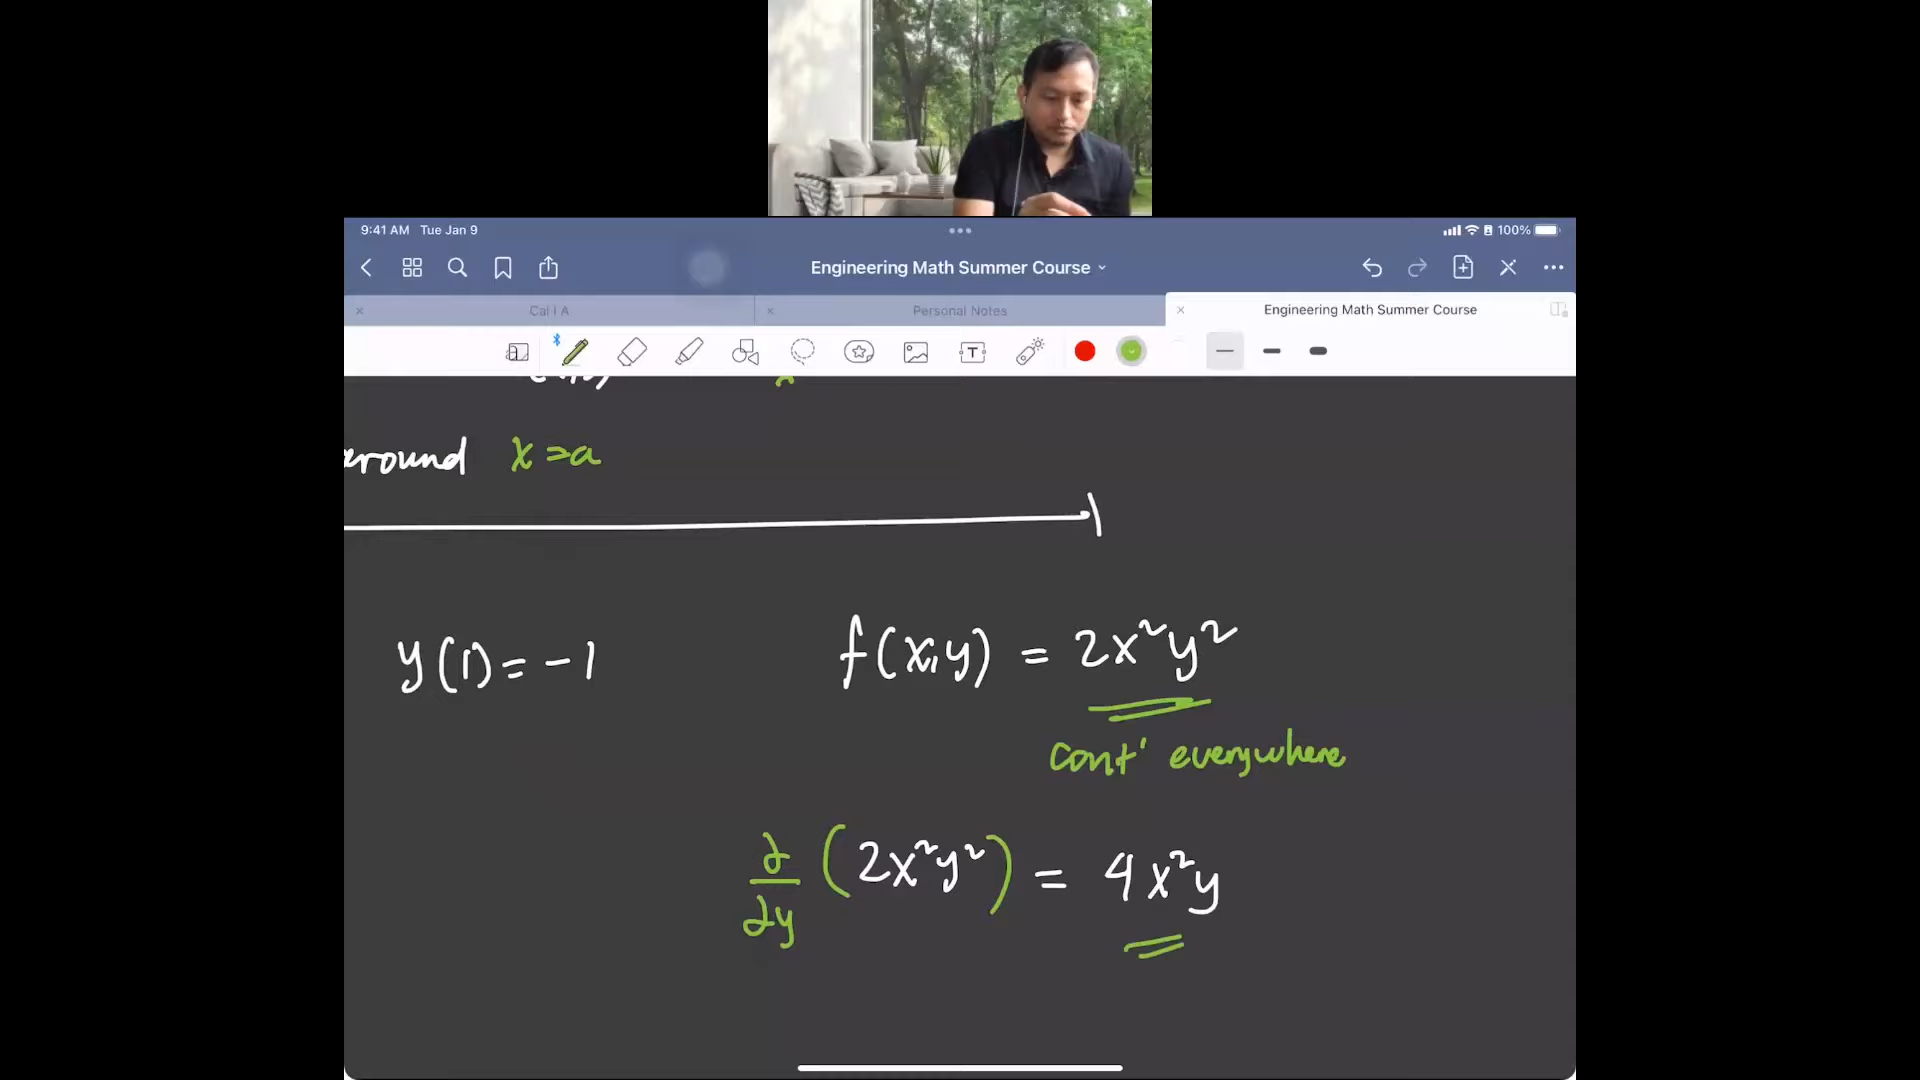 9:41 AM Tue Jan 9
100%
Engineering Math Summer Course
Cal I A
Personal Notes
Engineering Math Summer Course
T
around x = a
y(1) = -1
f(x,y) = 2x²y²
cont' everywhere
∂/∂y (2x²y²) = 4x²y